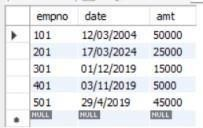 empno date amt
101 12/03/2004 50000
201 17/03/2024 25000
301 01/12/2019 15000
401 03/11/2019 5000
501 29/4/2019 45000
NULL NULL NULL